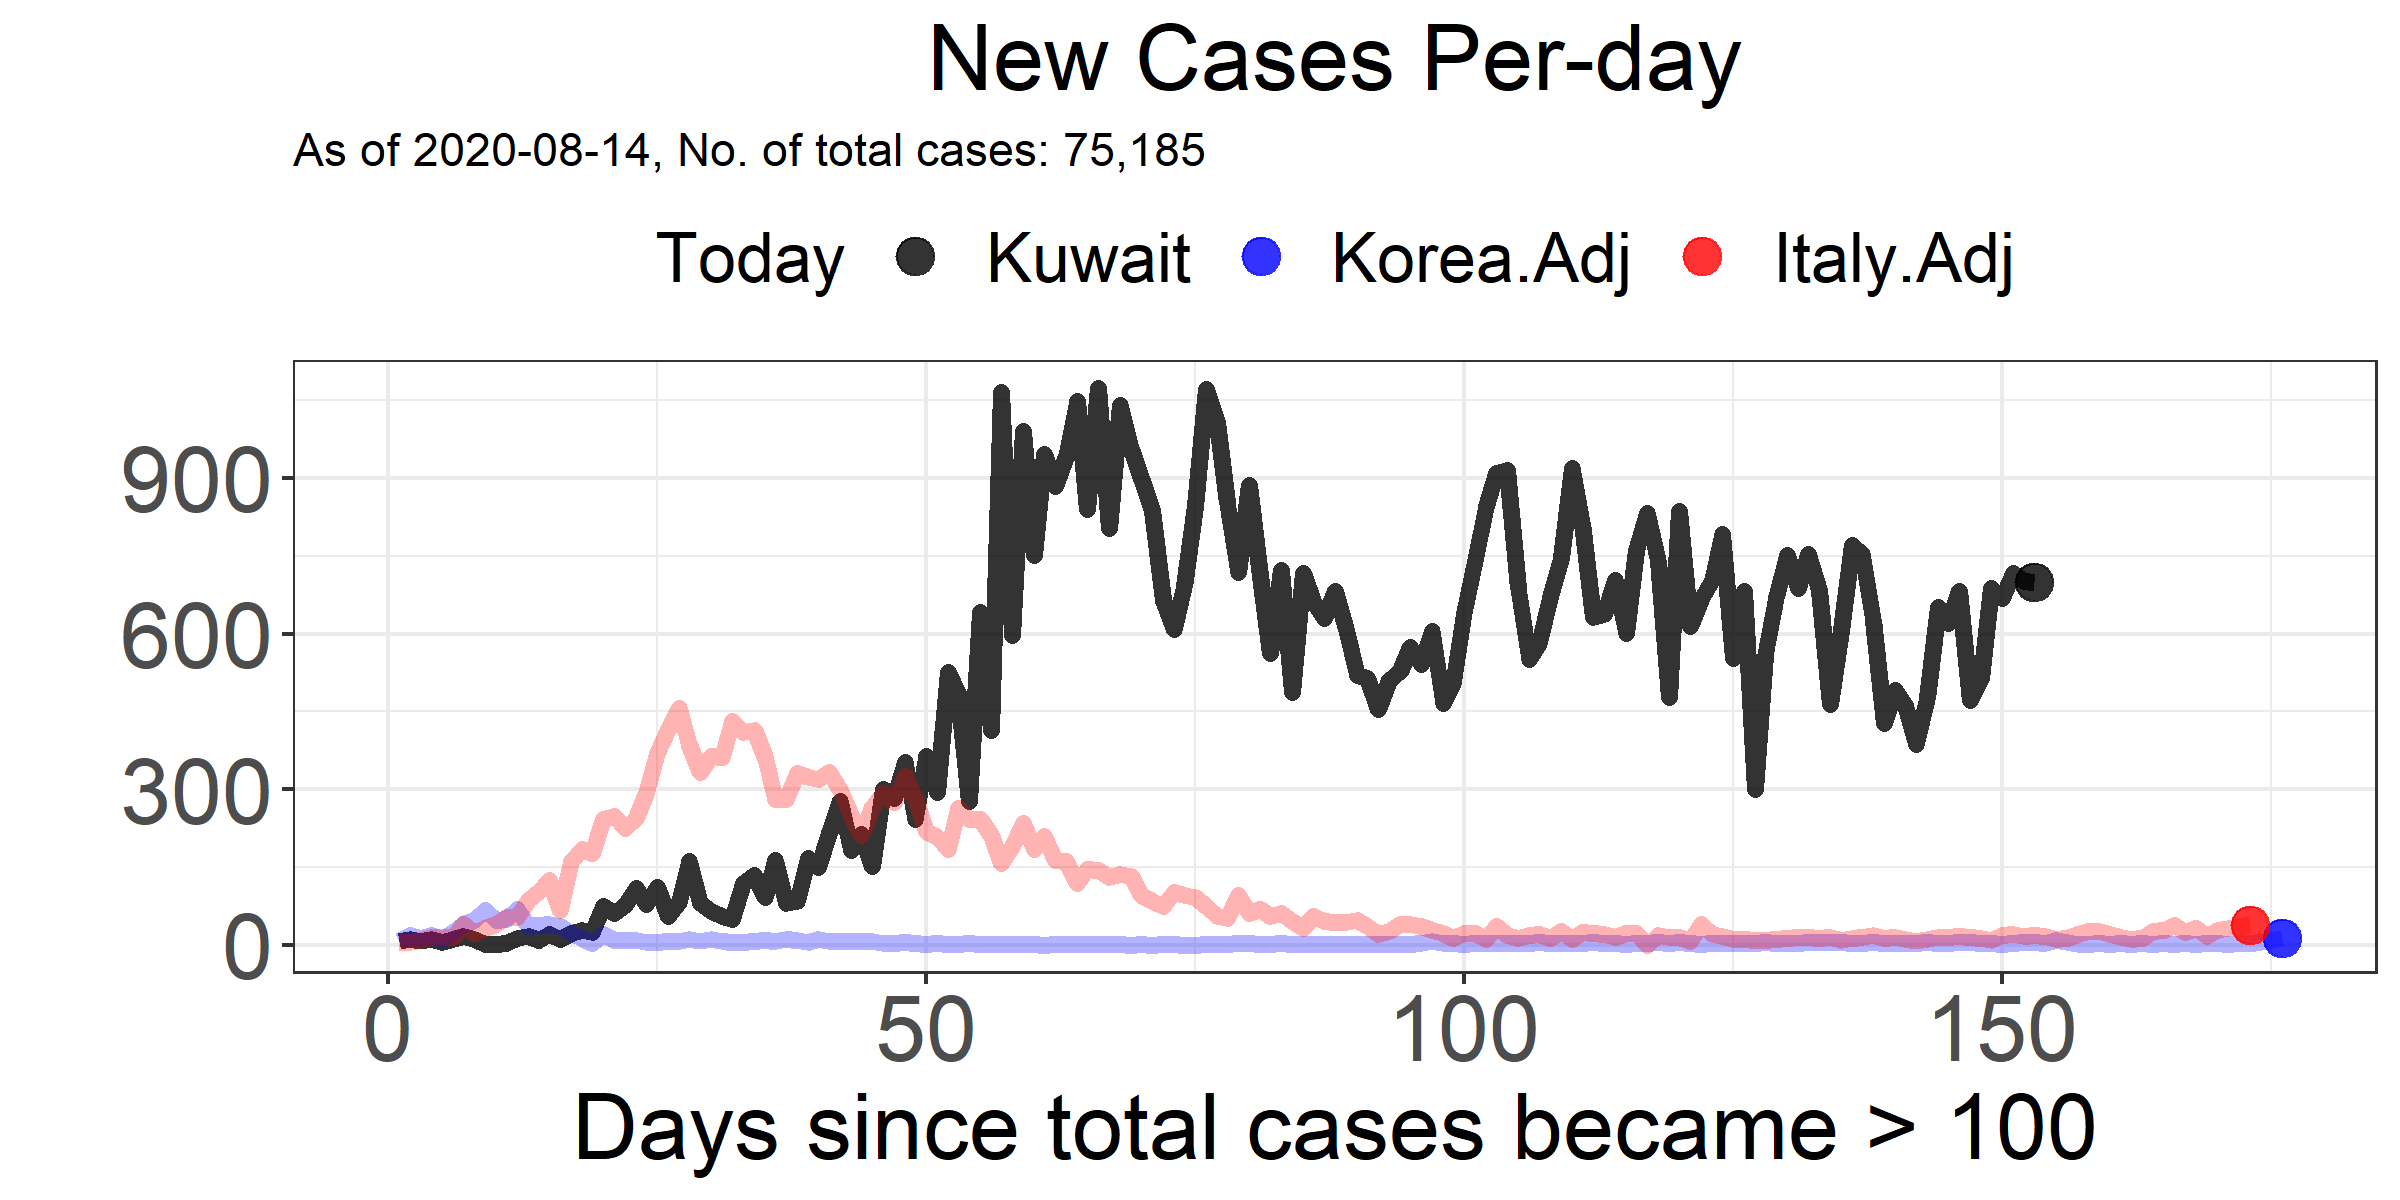 New Cases Per-day
As of 2020-08-14, No. of total cases: 75,185
Today Kuwait Korea.Adj Italy.Adj
900
600
300
0
0 50 100 150
Days since total cases became > 100